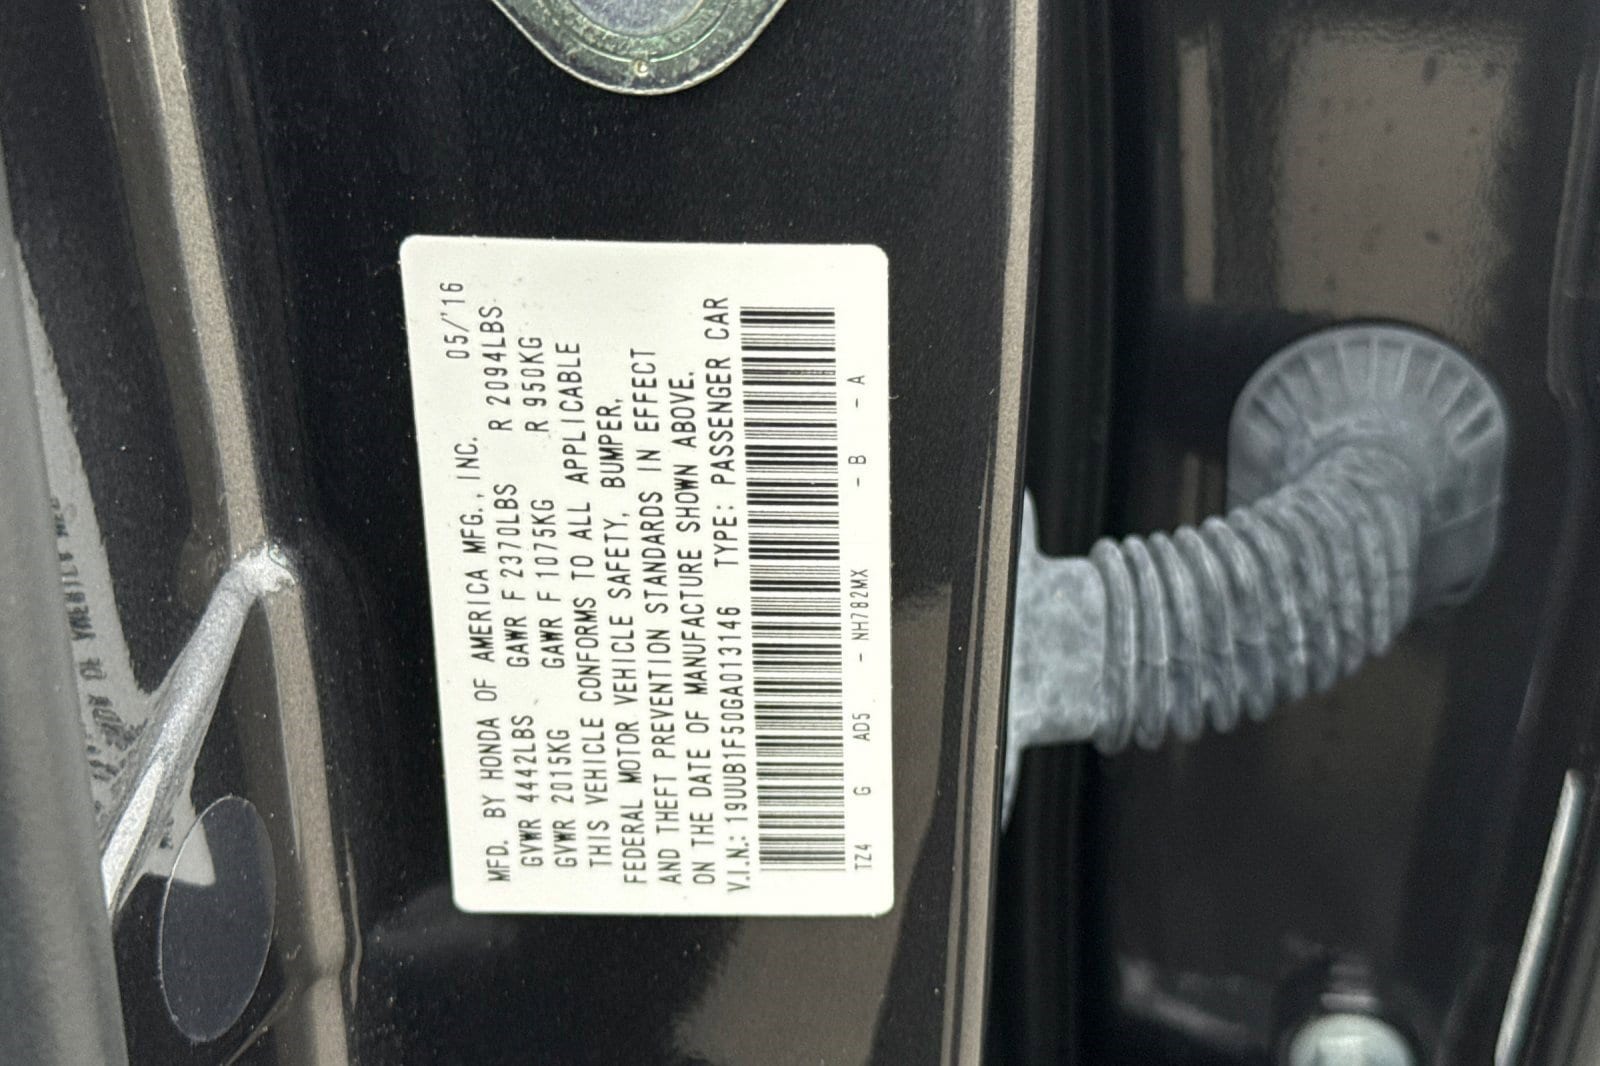 MFD. BY HONDA OF AMERICA MFG., INC. 05/'16
GVWR 4442LBS GAWR F 2370LBS R 2094LBS
GVWR 2015KG GAWR F 1075KG R 950KG
THIS VEHICLE CONFORMS TO ALL APPLICABLE
FEDERAL MOTOR VEHICLE SAFETY, BUMPER,
AND THEFT PREVENTION STANDARDS IN EFFECT
ON THE DATE OF MANUFACTURE SHOWN ABOVE.
V.I.N.: 19UUB1F50GA013146 TYPE: PASSENGER CAR
TZ4 G AD5 - NH782MX - B - A